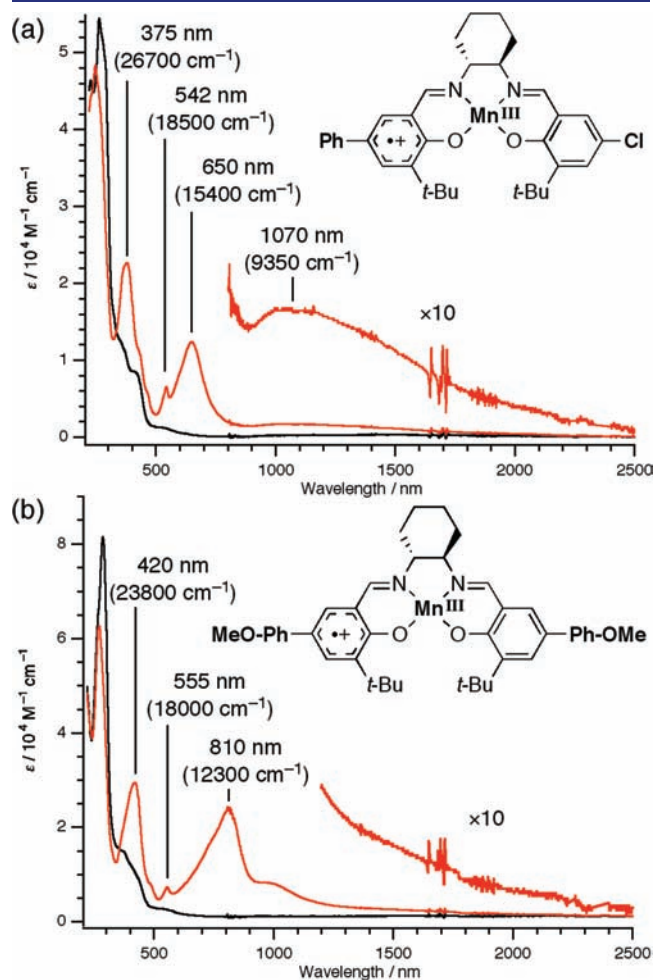 (a)
375 nm
(26700 cm⁻¹)
542 nm
(18500 cm⁻¹)
650 nm
(15400 cm⁻¹)
1070 nm
(9350 cm⁻¹)
×10
N N
Mn III
Ph •+ O O Cl
t-Bu t-Bu
5
4
3
2
1
0
ε / 10⁴ M⁻¹ cm⁻¹
500 1000 1500 2000 2500
Wavelength / nm
(b)
420 nm
(23800 cm⁻¹)
555 nm
(18000 cm⁻¹)
810 nm
(12300 cm⁻¹)
×10
N N
Mn III
MeO-Ph •+ O O Ph-OMe
t-Bu t-Bu
8
6
4
2
0
ε / 10⁴ M⁻¹ cm⁻¹
500 1000 1500 2000 2500
Wavelength / nm